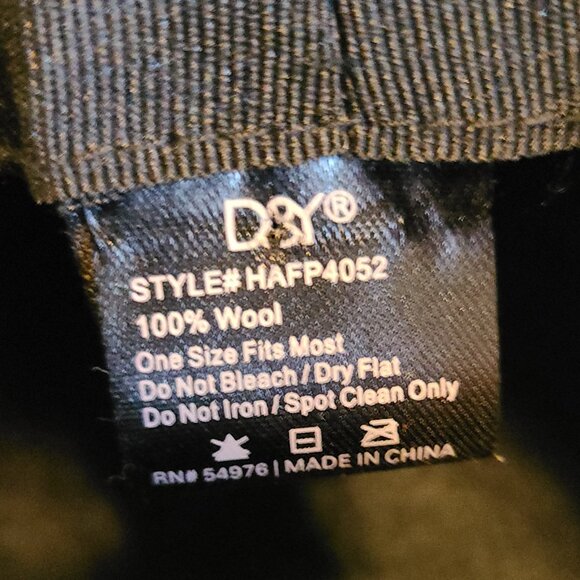 D&Y®
STYLE# HAFP4052
100% Wool
One Size Fits Most
Do Not Bleach / Dry Flat
Do Not Iron / Spot Clean Only
RN# 54976 | MADE IN CHINA